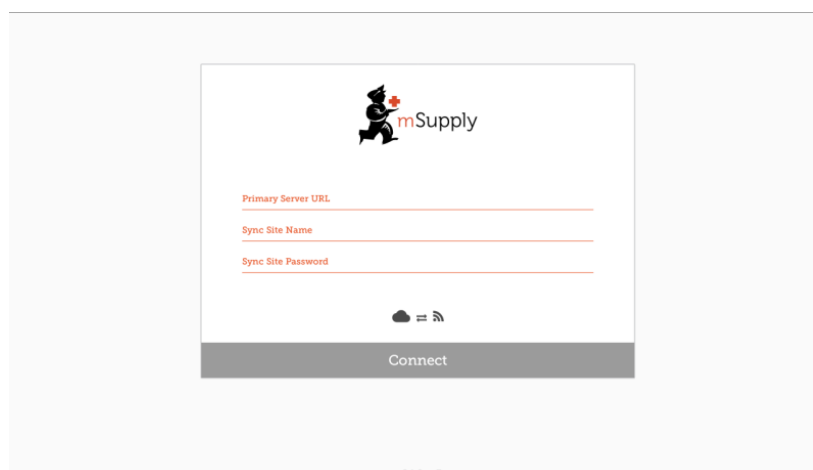 mSupply
Primary Server URL
Sync Site Name
Sync Site Password
Connect